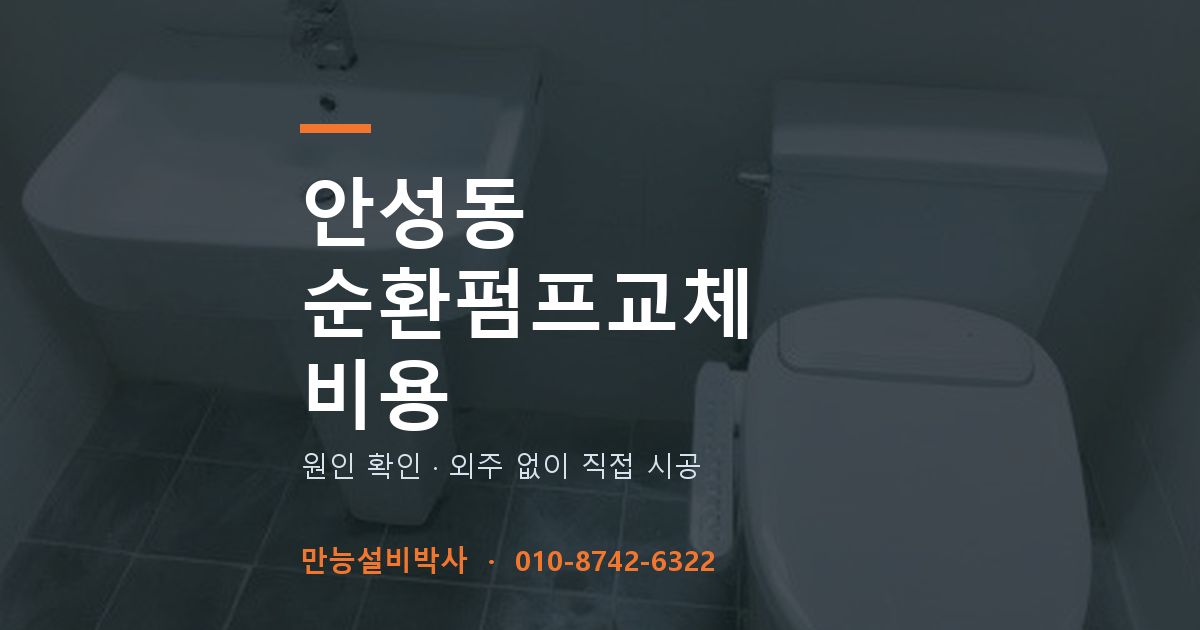 안성동
순환펌프교체
비용
원인 확인 · 외주 없이 직접 시공
만능설비박사 · 010-8742-6322